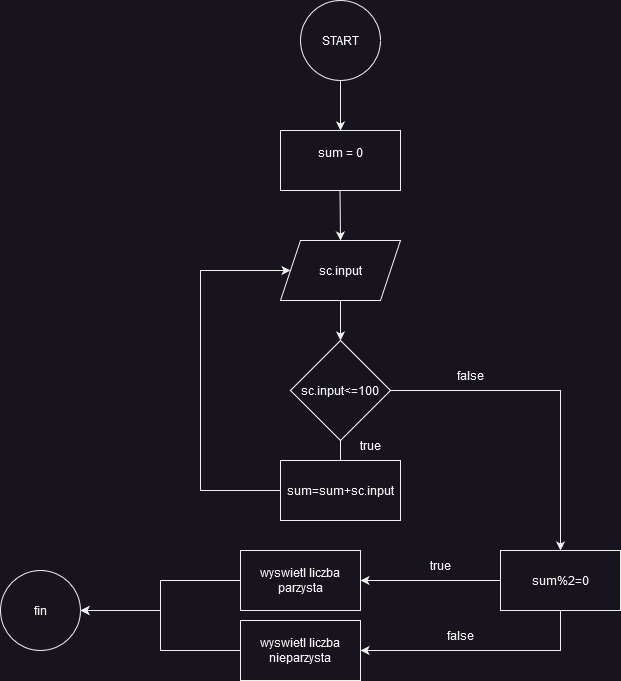 START
sum = 0
sc.input
sc.input<=100
false
true
sum=sum+sc.input
wyswietl liczba
parzysta
true
sum%2=0
fin
false
wyswietl liczba
nieparzysta